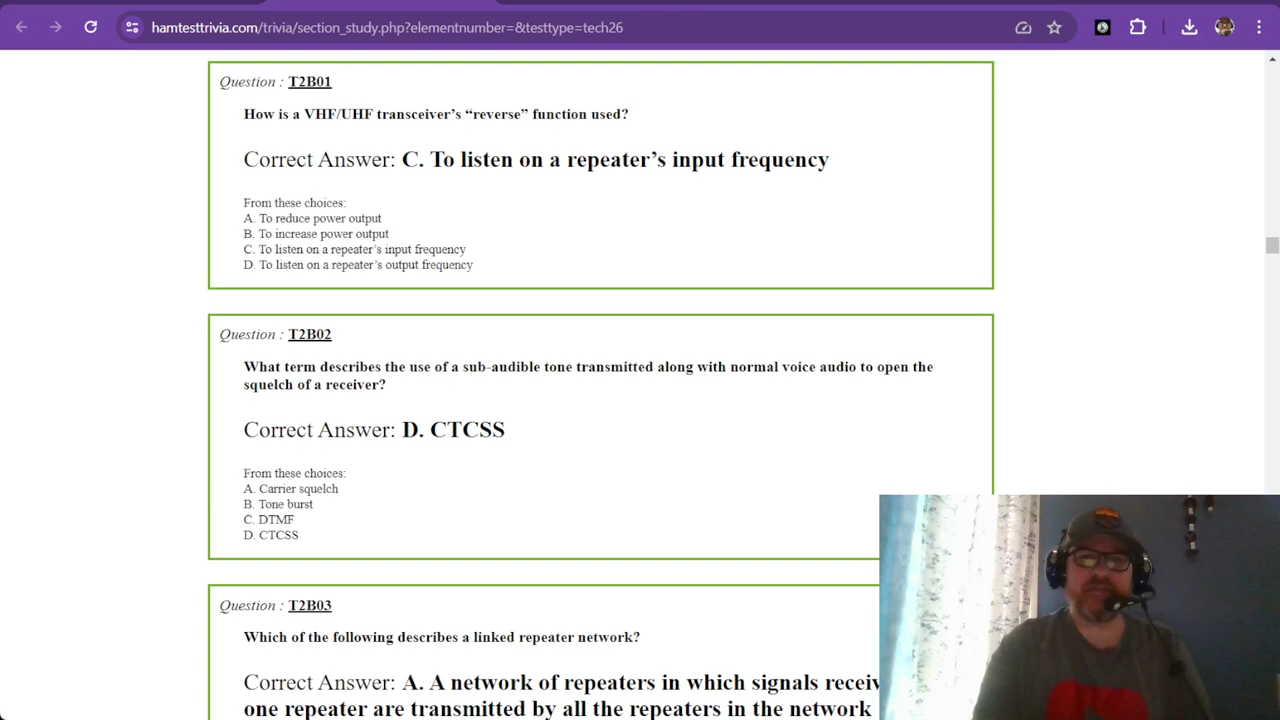 hamtesttrivia.com/trivia/section_study.php?elementnumber=&testtype=tech26
Question : T2B01
How is a VHF/UHF transceiver’s “reverse” function used?
Correct Answer: C. To listen on a repeater’s input frequency
From these choices:
A. To reduce power output
B. To increase power output
C. To listen on a repeater’s input frequency
D. To listen on a repeater’s output frequency
Question : T2B02
What term describes the use of a sub-audible tone transmitted along with normal voice audio to open the
squelch of a receiver?
Correct Answer: D. CTCSS
From these choices:
A. Carrier squelch
B. Tone burst
C. DTMF
D. CTCSS
Question : T2B03
Which of the following describes a linked repeater network?
Correct Answer: A. A network of repeaters in which signals receiv
one repeater are transmitted by all the repeaters in the network